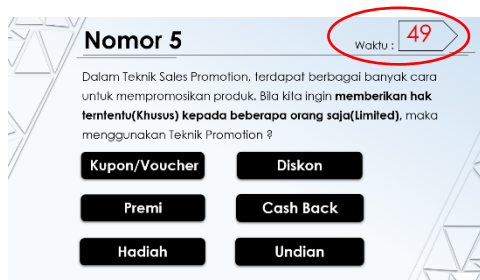 Nomor 5
Waktu : 49
Dalam Teknik Sales Promotion, terdapat berbagai banyak cara
untuk mempromosikan produk. Bila kita ingin memberikan hak
terntentu(Khusus) kepada beberapa orang saja(Limited), maka
menggunakan Teknik Promotion ?
Kupon/Voucher
Diskon
Premi
Cash Back
Hadiah
Undian